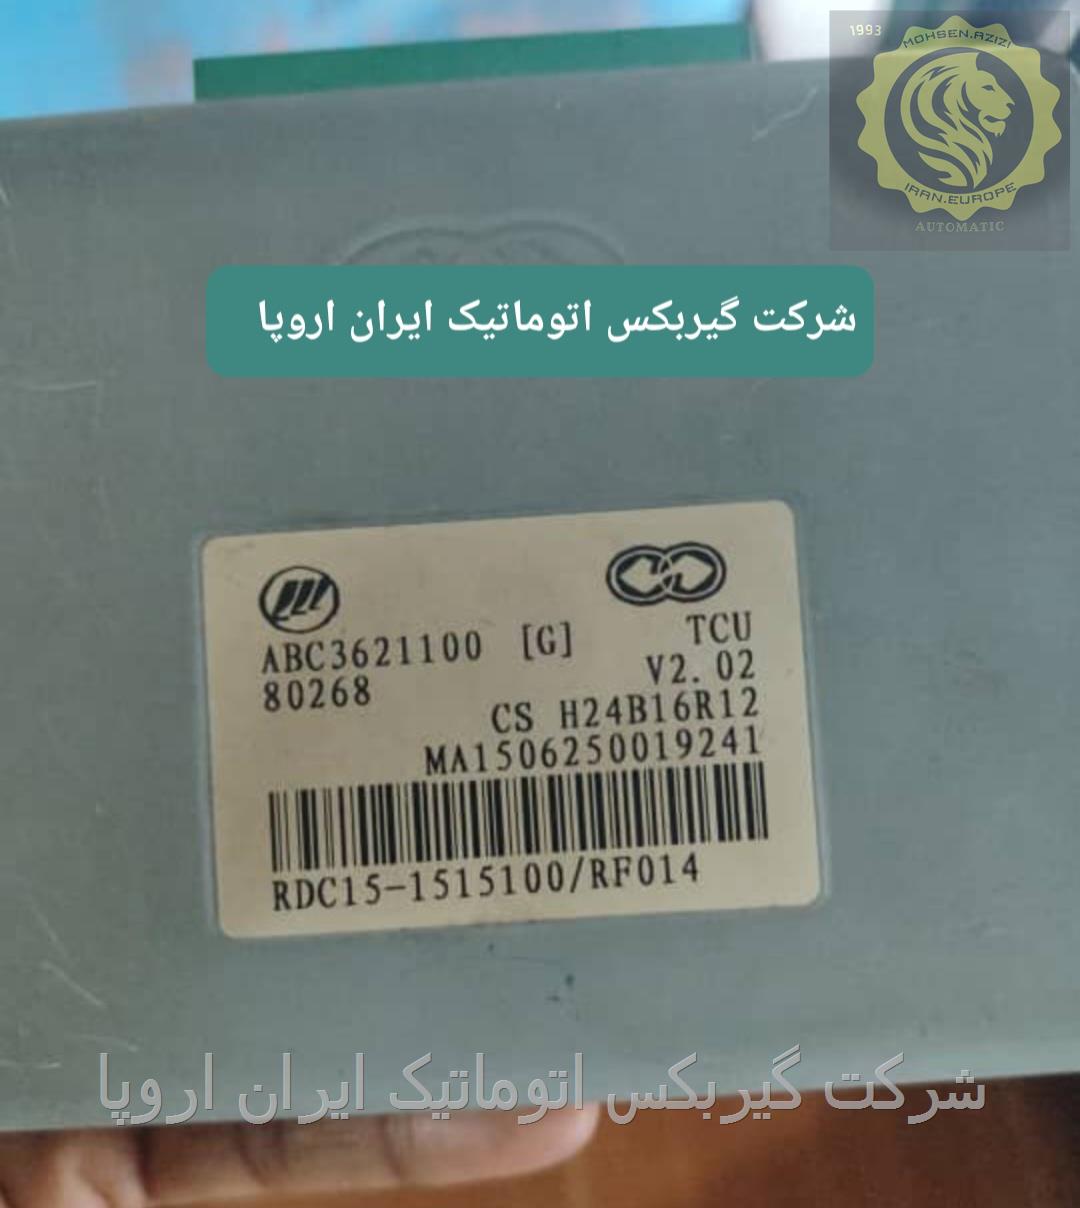 1993
MOHSEN.AZIZI
IRAN.EUROPE
AUTOMATIC
شرکت گیربکس اتوماتیک ایران اروپا
ABC3621100 [G] TCU
80268 V2.02
CS H24B16R12
MA1506250019241
RDC15-1515100/RF014
شرکت گیربکس اتوماتیک ایران اروپا